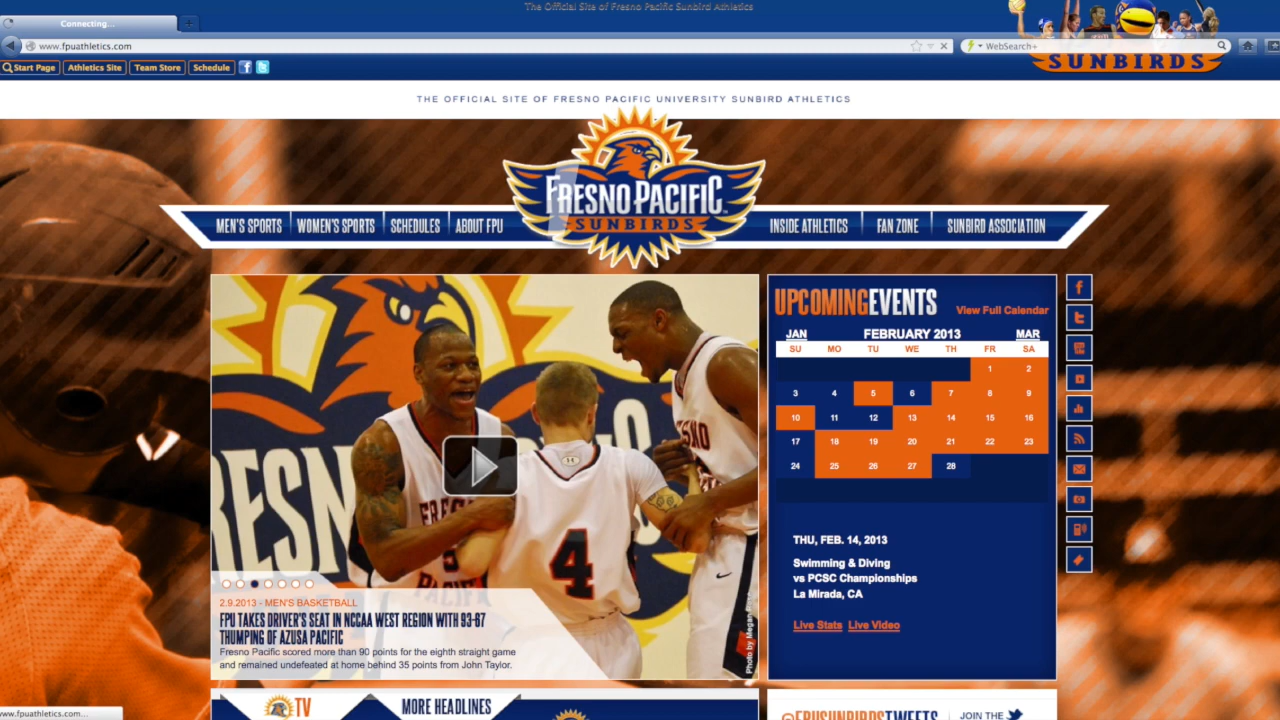 The Official Site of Fresno Pacific Sunbird Athletics
Connecting...
www.fpuathletics.com
WebSearch+
SUNBIRDS
Start Page
Athletics Site
Team Store
Schedule
THE OFFICIAL SITE OF FRESNO PACIFIC UNIVERSITY SUNBIRD ATHLETICS
FRESNO PACIFIC
SUNBIRDS
MEN'S SPORTS
WOMEN'S SPORTS
SCHEDULES
ABOUT FPU
INSIDE ATHLETICS
FAN ZONE
SUNBIRD ASSOCIATION
FRESNO
PACIFIC
4
2.9.2013 - MEN'S BASKETBALL
FPU TAKES DRIVER'S SEAT IN NCCAA WEST REGION WITH 93-67
THUMPING OF AZUSA PACIFIC
Fresno Pacific scored more than 90 points for the eighth straight game
and remained undefeated at home behind 35 points from John Taylor.
UPCOMINGEVENTS
View Full Calendar
JAN FEBRUARY 2013 MAR
SU MO TU WE TH FR SA
1 2
3 4 5 6 7 8 9
10 11 12 13 14 15 16
17 18 19 20 21 22 23
24 25 26 27 28
THU, FEB. 14, 2013
Swimming & Diving
vs PCSC Championships
La Mirada, CA
Live Stats Live Video
TV
MORE HEADLINES
@FPUSUNBIRDSTWEETS
JOIN THE
www.fpuathletics.com...